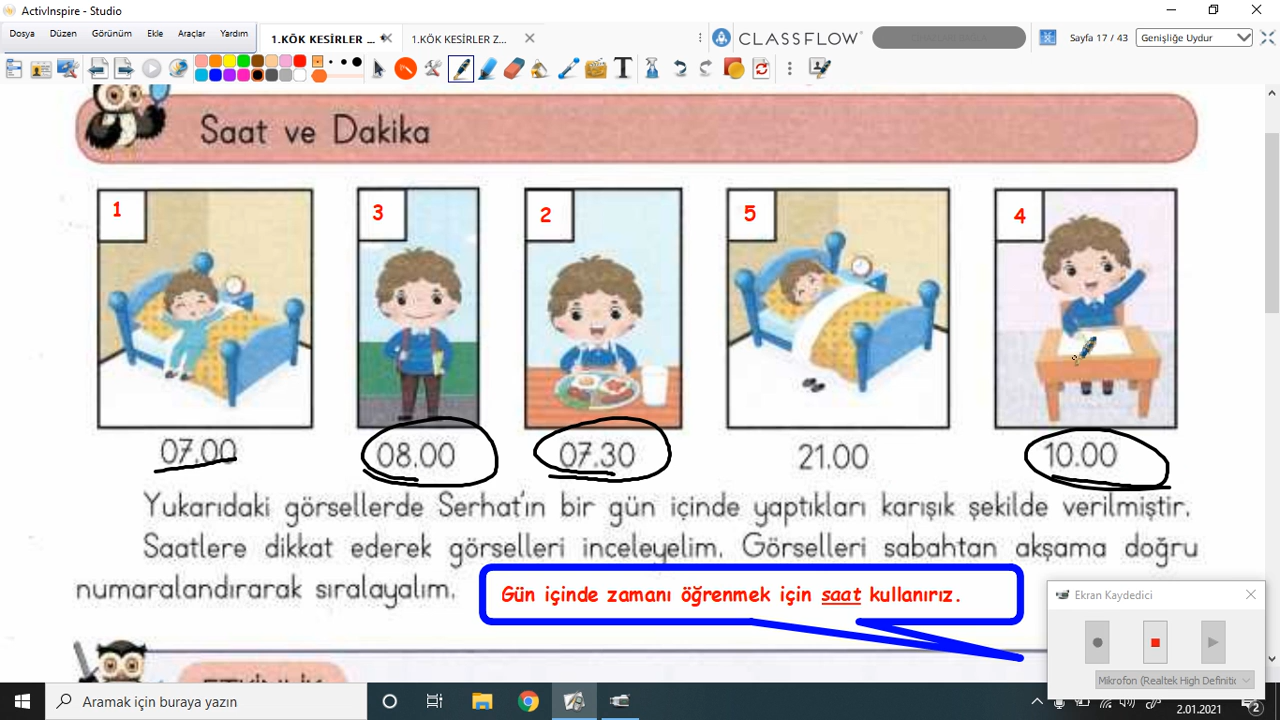 ActivInspire - Studio
Dosya Düzen Görünüm Ekle Araçlar Yardım
1.KÖK KESİRLER ...
1.KÖK KESİRLER Z...
CLASSFLOW
Sayfa 17 / 43
Genişliğe Uydur
Saat ve Dakika
1 3 2 5 4
07.00 08.00 07.30 21.00 10.00
Yukarıdaki görsellerde Serhat'ın bir gün içinde yaptıkları karışık şekilde verilmiştir.
Saatlere dikkat ederek görselleri inceleyelim. Görselleri sabahtan akşama doğru
numaralandırarak sıralayalım.
Gün içinde zamanı öğrenmek için saat kullanırız.
Ekran Kaydedici
Mikrofon (Realtek High Definitic
Aramak için buraya yazın
2.01.2021
2